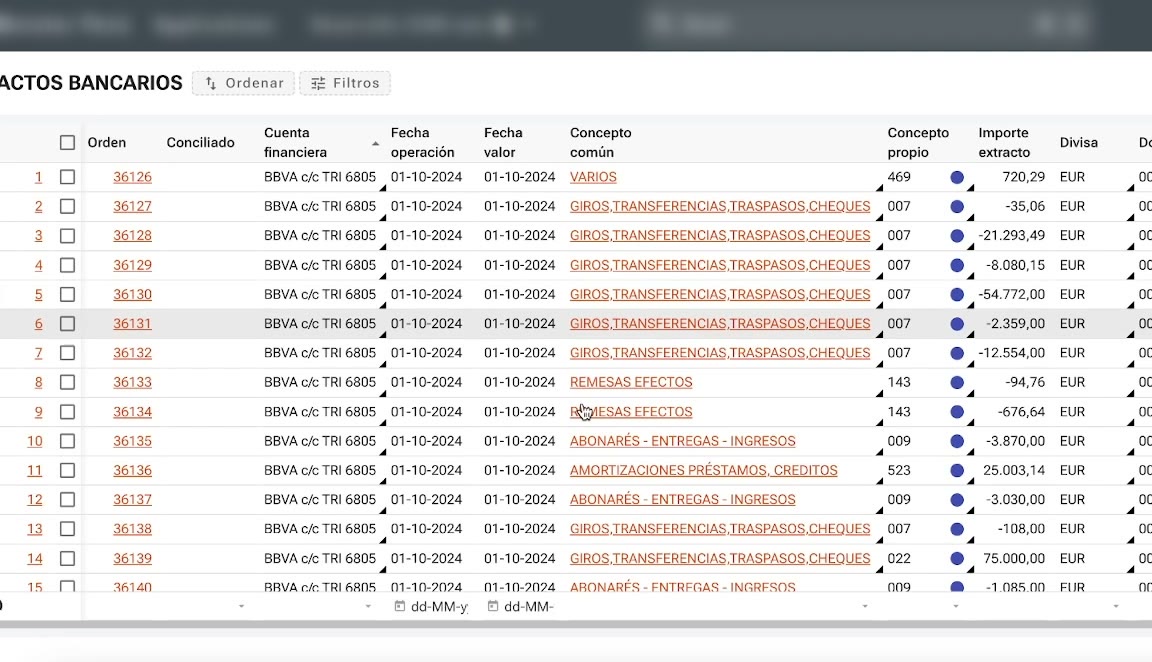 ACTOS BANCARIOS Ordenar Filtros
Orden Conciliado Cuenta financiera Fecha operación Fecha valor Concepto común Concepto propio Importe extracto Divisa
1 36126 BBVA c/c TRI 6805 01-10-2024 01-10-2024 VARIOS 469 720,29 EUR
2 36127 BBVA c/c TRI 6805 01-10-2024 01-10-2024 GIROS,TRANSFERENCIAS,TRASPASOS,CHEQUES 007 -35,06 EUR
3 36128 BBVA c/c TRI 6805 01-10-2024 01-10-2024 GIROS,TRANSFERENCIAS,TRASPASOS,CHEQUES 007 -21.293,49 EUR
4 36129 BBVA c/c TRI 6805 01-10-2024 01-10-2024 GIROS,TRANSFERENCIAS,TRASPASOS,CHEQUES 007 -8.080,15 EUR
5 36130 BBVA c/c TRI 6805 01-10-2024 01-10-2024 GIROS,TRANSFERENCIAS,TRASPASOS,CHEQUES 007 -54.772,00 EUR
6 36131 BBVA c/c TRI 6805 01-10-2024 01-10-2024 GIROS,TRANSFERENCIAS,TRASPASOS,CHEQUES 007 -2.359,00 EUR
7 36132 BBVA c/c TRI 6805 01-10-2024 01-10-2024 GIROS,TRANSFERENCIAS,TRASPASOS,CHEQUES 007 -12.554,00 EUR
8 36133 BBVA c/c TRI 6805 01-10-2024 01-10-2024 REMESAS EFECTOS 143 -94,76 EUR
9 36134 BBVA c/c TRI 6805 01-10-2024 01-10-2024 REMESAS EFECTOS 143 -676,64 EUR
10 36135 BBVA c/c TRI 6805 01-10-2024 01-10-2024 ABONARÉS - ENTREGAS - INGRESOS 009 -3.870,00 EUR
11 36136 BBVA c/c TRI 6805 01-10-2024 01-10-2024 AMORTIZACIONES PRÉSTAMOS, CREDITOS 523 25.003,14 EUR
12 36137 BBVA c/c TRI 6805 01-10-2024 01-10-2024 ABONARÉS - ENTREGAS - INGRESOS 009 -3.030,00 EUR
13 36138 BBVA c/c TRI 6805 01-10-2024 01-10-2024 GIROS,TRANSFERENCIAS,TRASPASOS,CHEQUES 007 -108,00 EUR
14 36139 BBVA c/c TRI 6805 01-10-2024 01-10-2024 GIROS,TRANSFERENCIAS,TRASPASOS,CHEQUES 022 75.000,00 EUR
15 36140 BBVA c/c TRI 6805 01-10-2024 01-10-2024 ABONARÉS - ENTREGAS - INGRESOS 009 -1.085,00 EUR
dd-MM-y dd-MM-